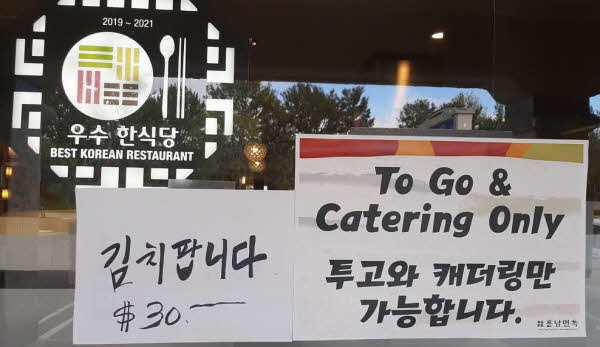 2019 ~ 2021
우수 한식당
BEST KOREAN RESTAURANT
김치팝니다
$30.—
To Go &
Catering Only
투고와 캐더링만
가능합니다.